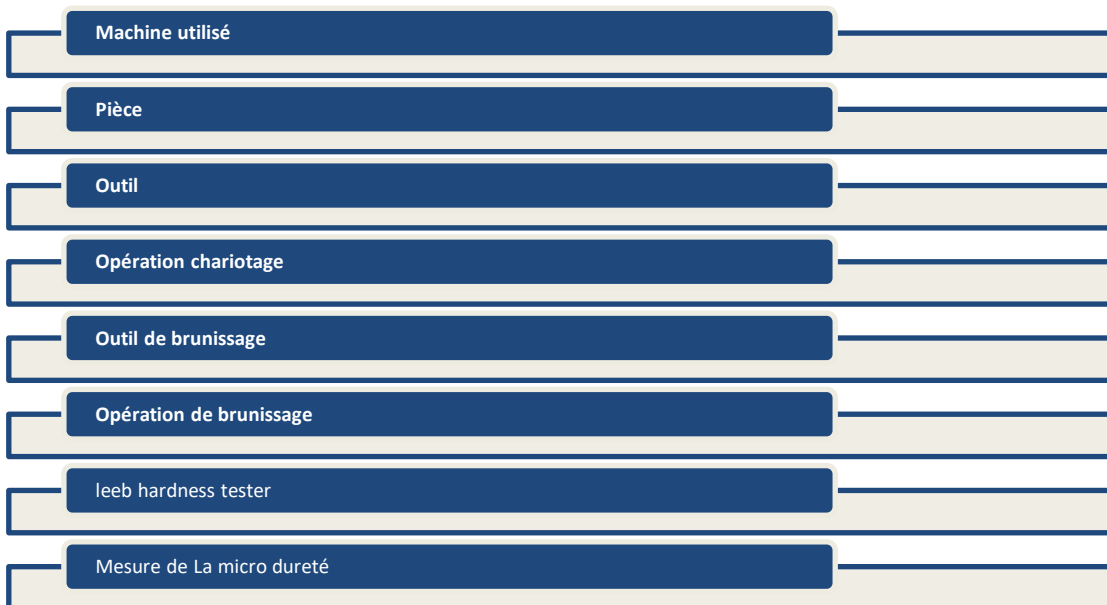 Machine utilisé
Pièce
Outil
Opération chariotage
Outil de brunissage
Opération de brunissage
leeb hardness tester
Mesure de La micro dureté